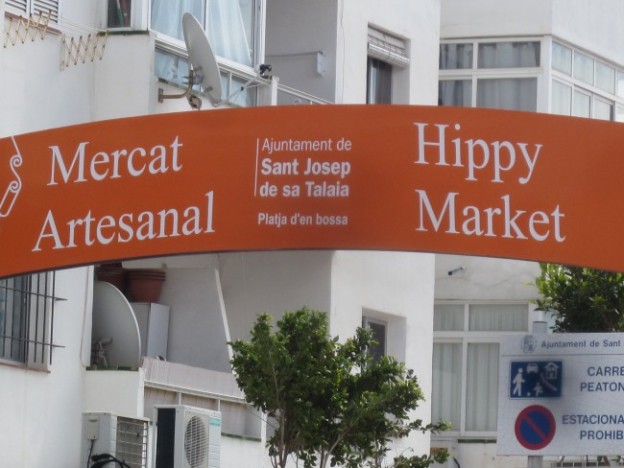 Mercat
Artesanal
Ajuntament de
Sant Josep
de sa Talaia
Platja d'en bossa
Hippy
Market
Ajuntament de Sant
CARRE
PEATON
ESTACIONA
PROHIB